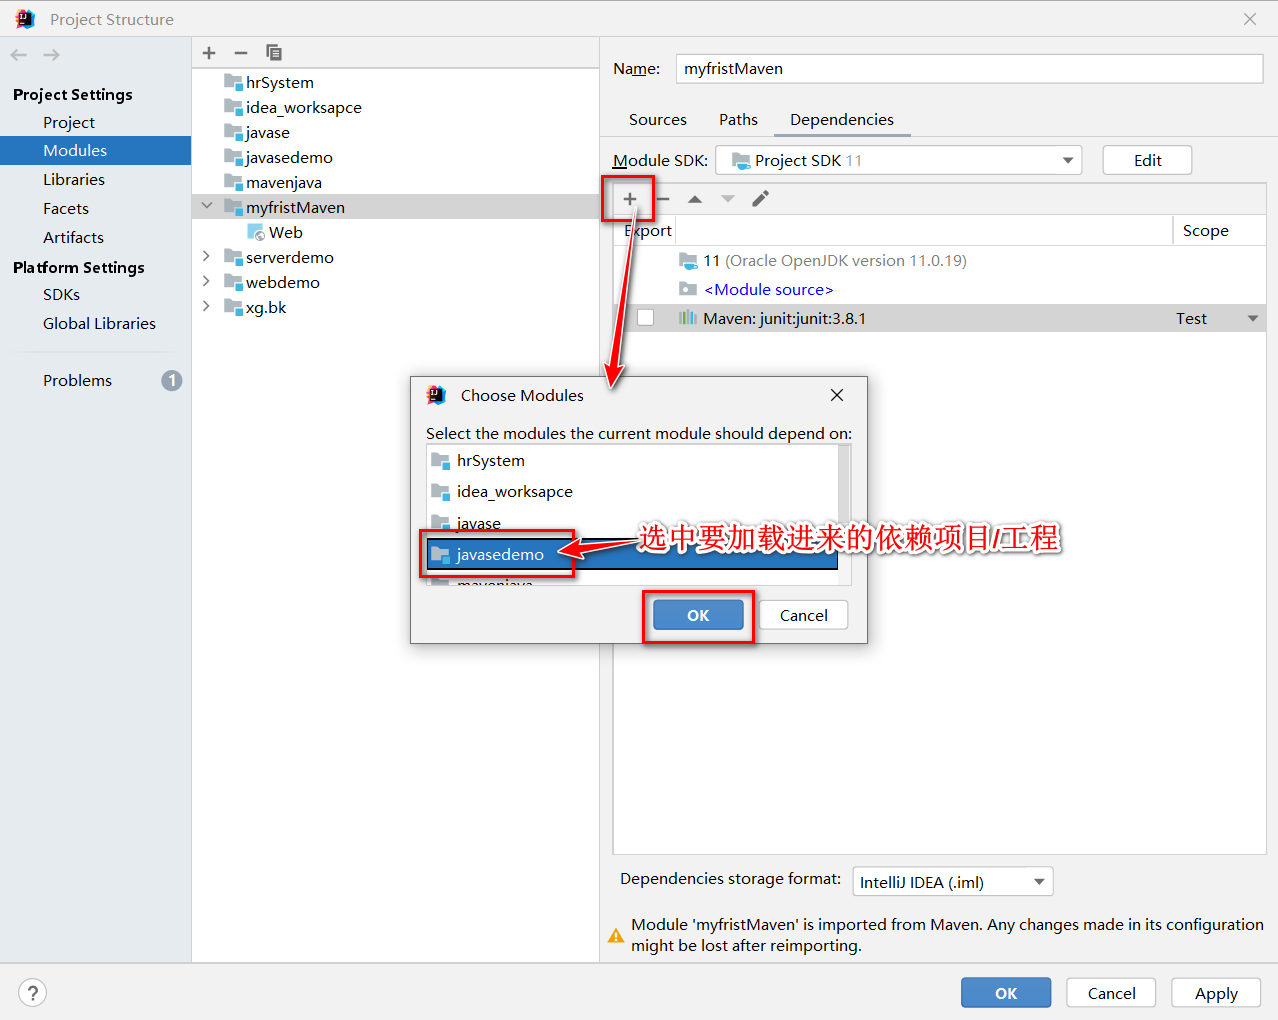 Project Structure
Project Settings
Project
Modules
Libraries
Facets
Artifacts
Platform Settings
SDKs
Global Libraries
Problems
1
hrSystem
idea_worksapce
javase
javasedemo
mavenjava
myfristMaven
Web
serverdemo
webdemo
xg.bk
Name:
myfristMaven
Sources
Paths
Dependencies
Module SDK:
Project SDK 11
Edit
Export
Scope
11 (Oracle OpenJDK version 11.0.19)
<Module source>
Maven: junit:junit:3.8.1
Test
Choose Modules
Select the modules the current module should depend on:
hrSystem
idea_worksapce
javase
javasedemo
选中要加载进来的依赖项目/工程
mavenjava
OK
Cancel
Dependencies storage format:
IntelliJ IDEA (.iml)
Module 'myfristMaven' is imported from Maven. Any changes made in its configuration
might be lost after reimporting.
?
OK
Cancel
Apply